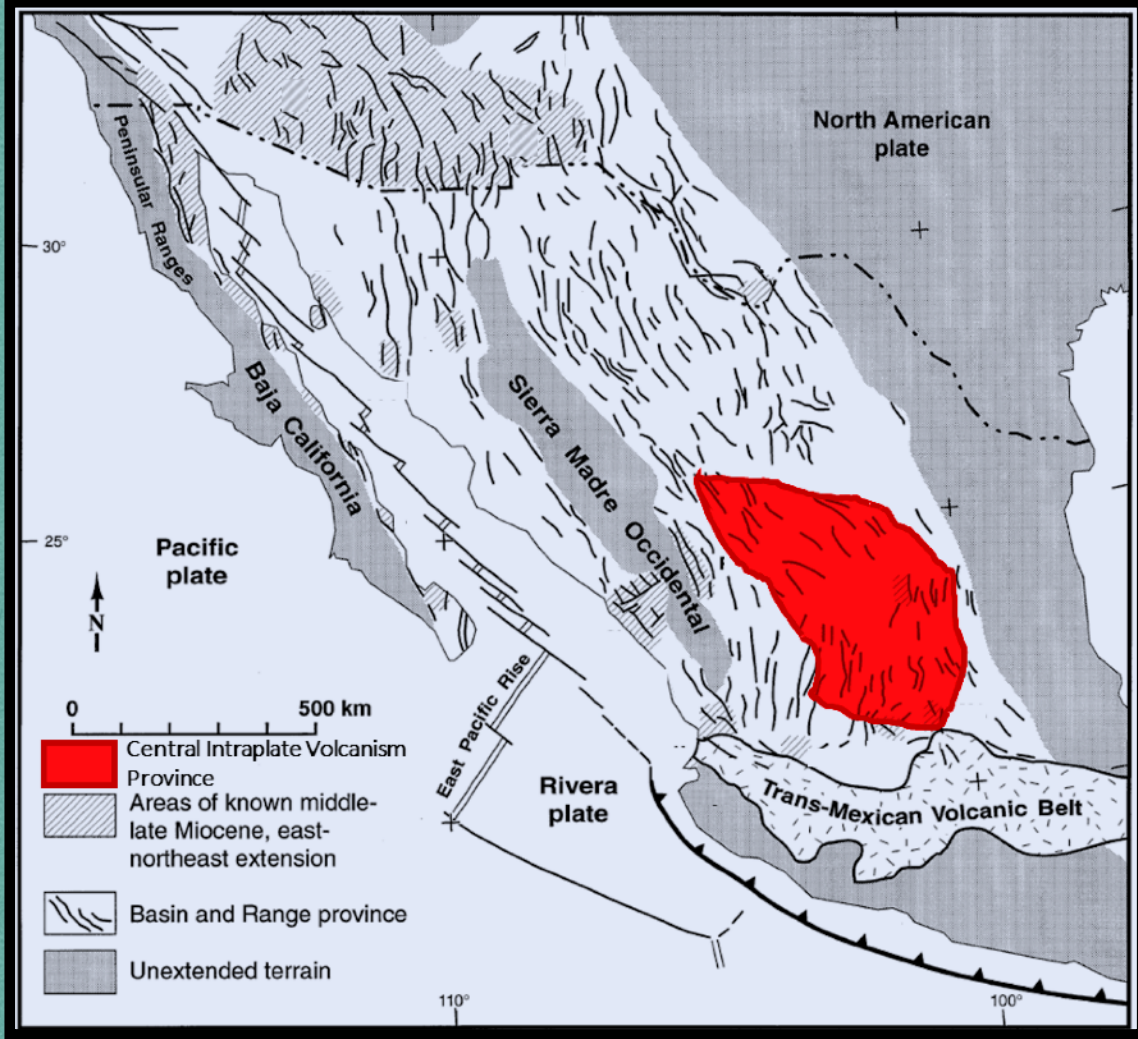 North American
plate
Peninsular Ranges
30°
Baja California
Sierra Madre Occidental
25°
Pacific
plate
N
0 500 km
East Pacific Rise
Rivera
plate
Trans-Mexican Volcanic Belt
Central Intraplate Volcanism
Province
Areas of known middle-
late Miocene, east-
northeast extension
Basin and Range province
Unextended terrain
110°
100°